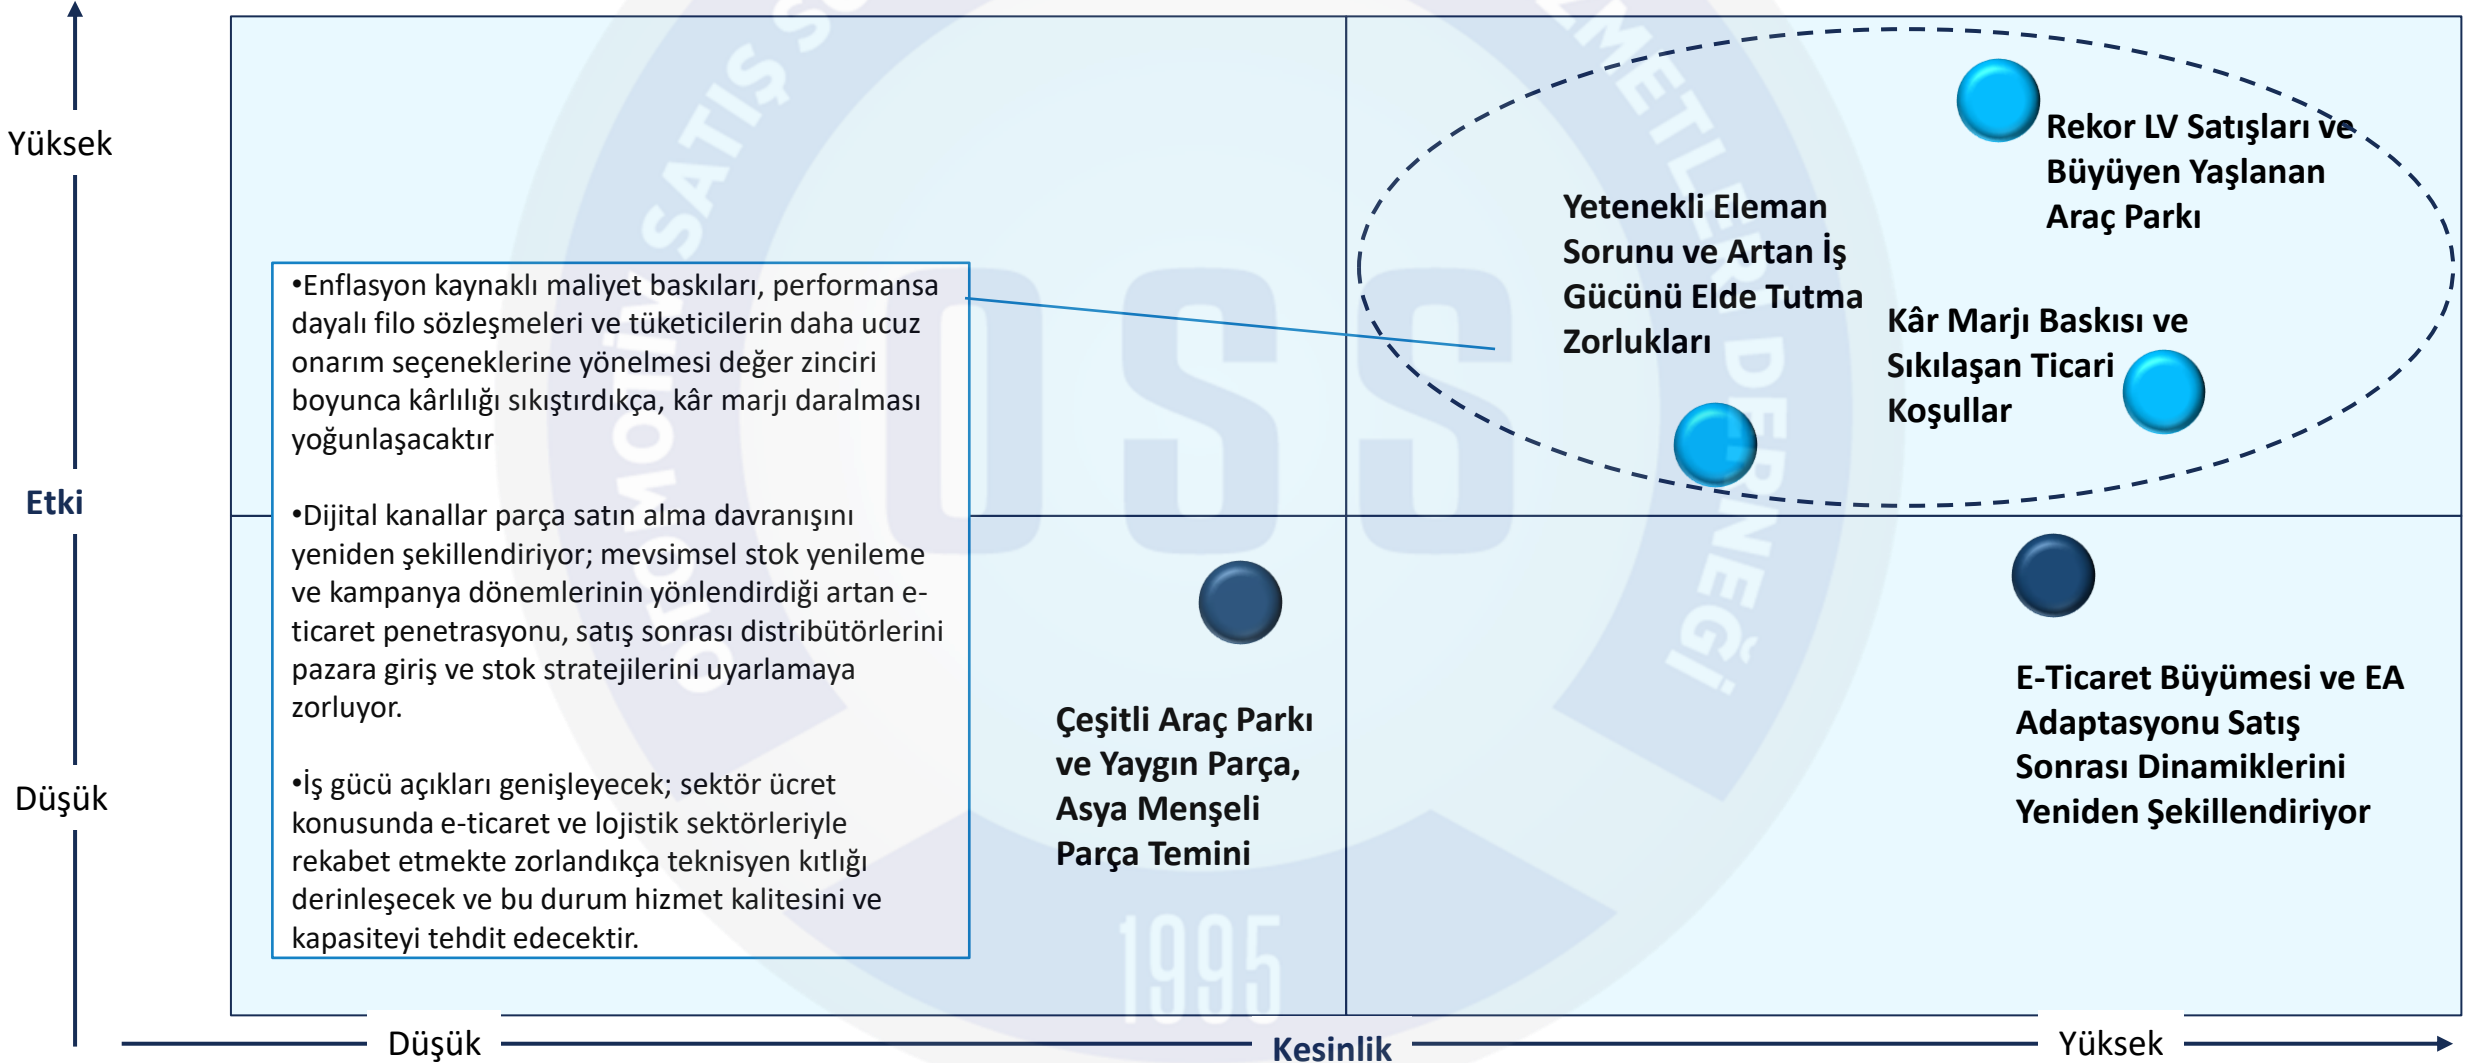 Yüksek
Etki
Düşük
•Enflasyon kaynaklı maliyet baskıları, performansa
dayalı filo sözleşmeleri ve tüketicilerin daha ucuz
onarım seçeneklerine yönelmesi değer zinciri
boyunca kârlılığı sıkıştırdıkça, kâr marjı daralması
yoğunlaşacaktır
•Dijital kanallar parça satın alma davranışını
yeniden şekillendiriyor; mevsimsel stok yenileme
ve kampanya dönemlerinin yönlendirdiği artan e-
ticaret penetrasyonu, satış sonrası distribütörlerini
pazara giriş ve stok stratejilerini uyarlamaya
zorluyor.
•İş gücü açıkları genişleyecek; sektör ücret
konusunda e-ticaret ve lojistik sektörleriyle
rekabet etmekte zorlandıkça teknisyen kıtlığı
derinleşecek ve bu durum hizmet kalitesini ve
kapasiteyi tehdit edecektir.
Rekor LV Satışları ve
Büyüyen Yaşlanan
Araç Parkı
Yetenekli Eleman
Sorunu ve Artan İş
Gücünü Elde Tutma
Zorlukları
Kâr Marjı Baskısı ve
Sıkılaşan Ticari
Koşullar
Çeşitli Araç Parkı
ve Yaygın Parça,
Asya Menşeli
Parça Temini
E-Ticaret Büyümesi ve EA
Adaptasyonu Satış
Sonrası Dinamiklerini
Yeniden Şekillendiriyor
Düşük
Kesinlik
Yüksek
OSS
1995
SATIŞ
DERNEĞİ